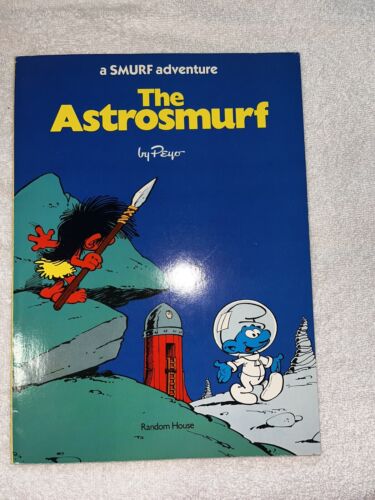 a SMURF adventure
The
Astrosmurf
by Peyo
Random House